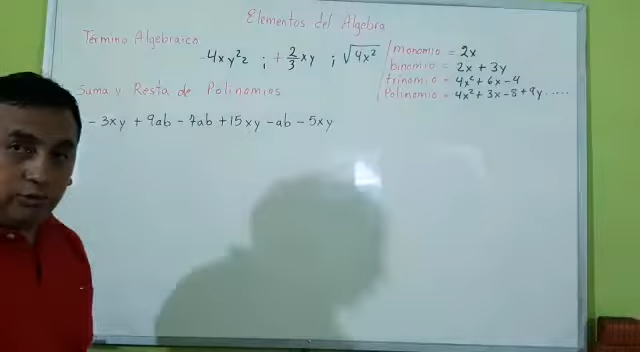 Elementos del Algebra
Término Algebraico
-4xy²z ; +2/3xy ; √4x²
monomio = 2x
binomio = 2x + 3y
trinomio = 4x² + 6x - 4
Polinomio = 4x² + 3x - 8 + 9y .....
Suma y Resta de Polinomios
- 3xy + 9ab - 7ab + 15xy - ab - 5xy